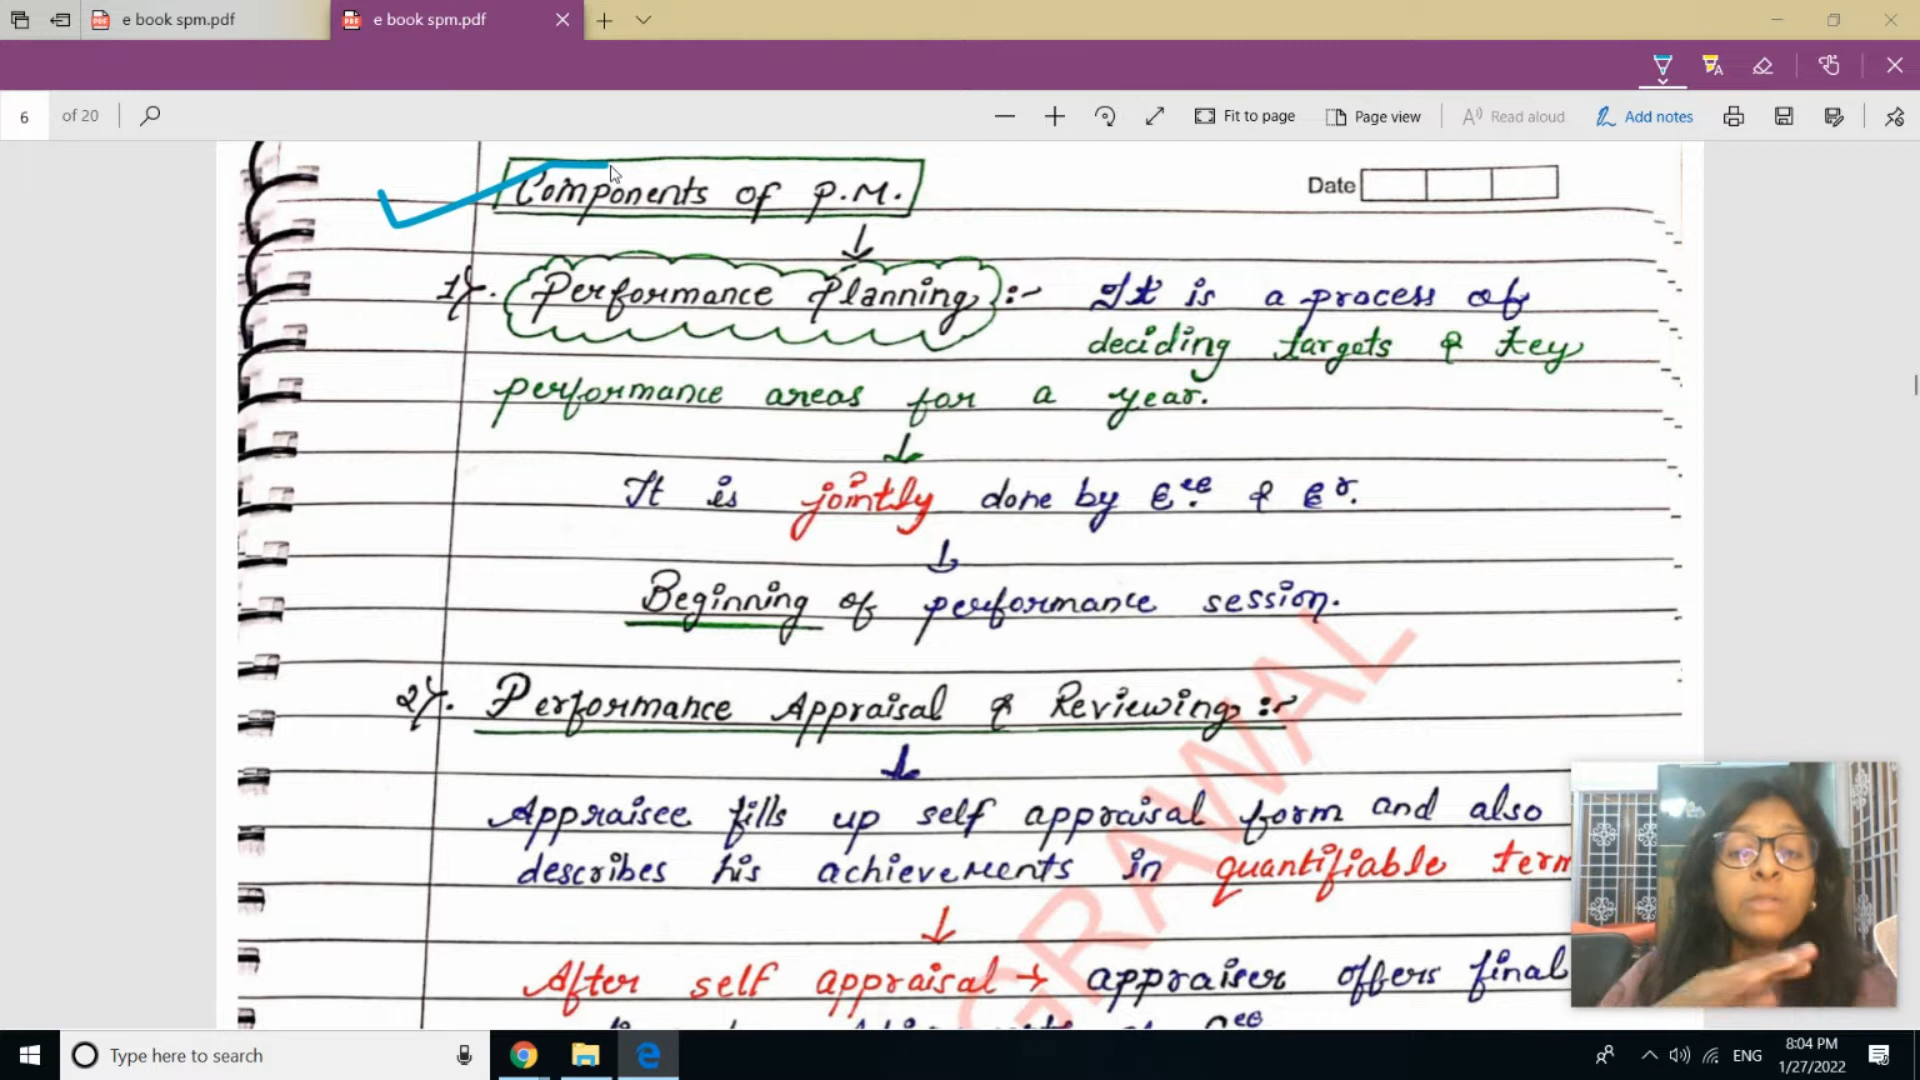 e book spm.pdf
e book spm.pdf
6 of 20
Fit to page
Page view
Read aloud
Add notes
Components of P.M.
Date
1). Performance Planning :- It is a process of
deciding targets & key
performance areas for a year.
It is jointly done by Eee & Er.
Beginning of performance session.
2). Performance Appraisal & Reviewing :-
Appraisee fills up self appraisal form and also
describes his achievements in quantifiable term
After self appraisal → appraiser offers final
GRAWAL
Type here to search
ENG
8:04 PM
1/27/2022